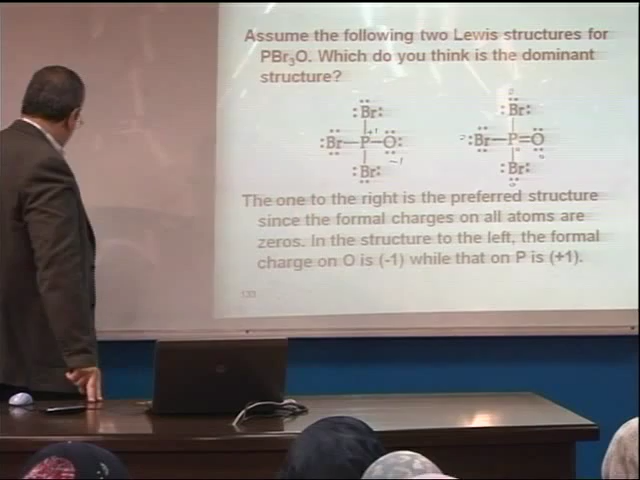 Assume the following two Lewis structures for
PBr₃O. Which do you think is the dominant
structure?
:Br: :Br:
:Br—P—O: :Br—P=O
:Br: :Br:
+1
-1
The one to the right is the preferred structure
since the formal charges on all atoms are
zeros. In the structure to the left, the formal
charge on O is (-1) while that on P is (+1).
133